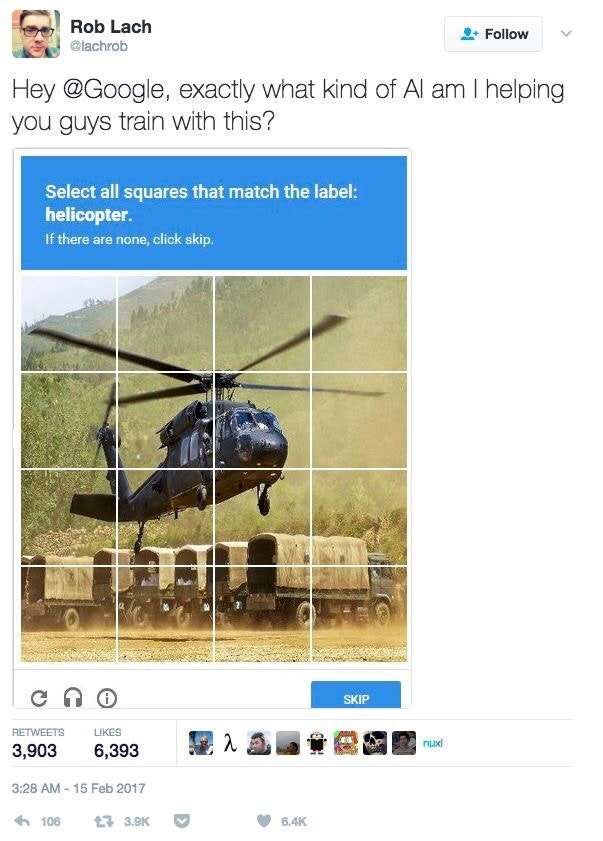 Rob Lach
@lachrob
Follow
Hey @Google, exactly what kind of AI am I helping
you guys train with this?
Select all squares that match the label:
helicopter.
If there are none, click skip.
SKIP
RETWEETS
LIKES
3,903
6,393
λ
nuxi
3:28 AM - 15 Feb 2017
106
3.9K
6.4K